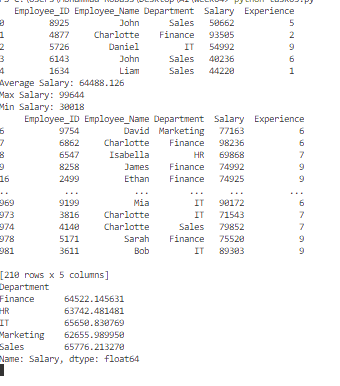 Employee_ID Employee_Name Department Salary Experience
0 8925 John Sales 50662 5
1 4877 Charlotte Finance 93505 2
2 5726 Daniel IT 54992 9
3 6143 John Sales 40236 6
4 1634 Liam Sales 44220 1
Average Salary: 64488.126
Max Salary: 99644
Min Salary: 30018
Employee_ID Employee_Name Department Salary Experience
6 9754 David Marketing 77163 6
7 6862 Charlotte Finance 98236 6
8 6547 Isabella HR 69868 7
9 8258 James Finance 74992 9
16 2499 Ethan Finance 74925 9
.. ... ... ... ... ...
969 9199 Mia IT 90172 6
973 3816 Charlotte IT 71543 7
974 4140 Charlotte Sales 79852 7
978 5171 Sarah Finance 75520 9
981 3611 Bob IT 89303 9
[210 rows x 5 columns]
Department
Finance 64522.145631
HR 63742.481481
IT 65650.830769
Marketing 62655.989950
Sales 65776.213270
Name: Salary, dtype: float64